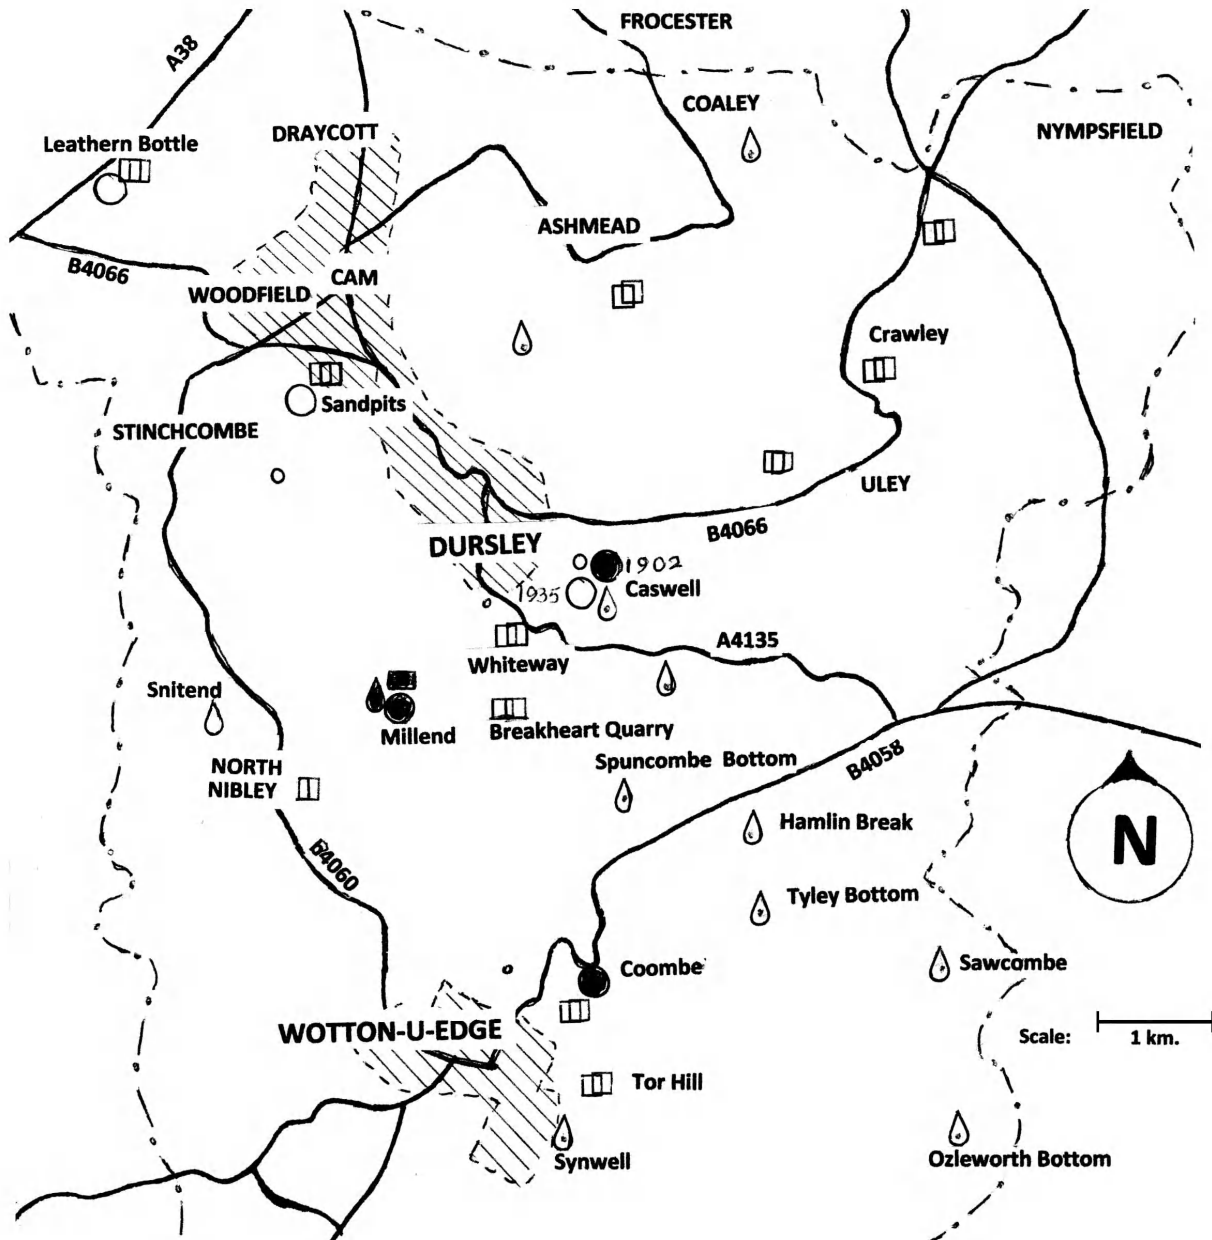 FROCESTER
A38
COALEY
DRAYCOTT
NYMPSFIELD
Leathern Bottle
ASHMEAD
B4066
CAM
WOODFIELD
Crawley
Sandpits
STINCHCOMBE
ULEY
B4066
DURSLEY
1902
1935
Caswell
A4135
Whiteway
Snitend
Millend
Breakheart Quarry
B4058
Spuncombe Bottom
NORTH
NIBLEY
Hamlin Break
N
B4060
Tyley Bottom
Coombe
Sawcombe
WOTTON-U-EDGE
Scale:
1 km.
Tor Hill
Synwell
Ozleworth Bottom